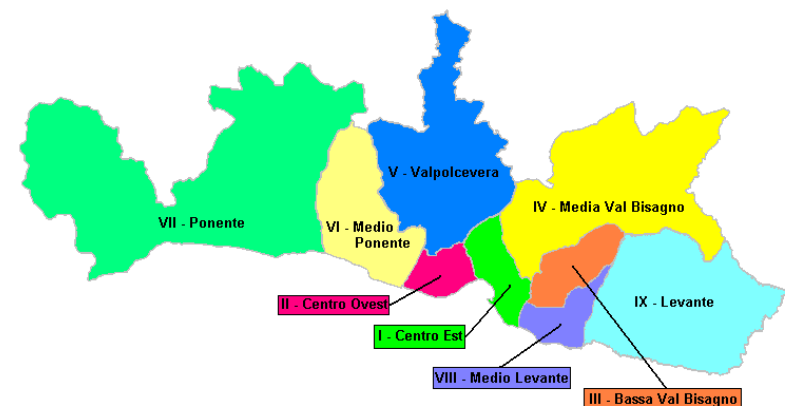 V - Valpolcevera
IV - Media Val Bisagno
VII - Ponente
VI - Medio
Ponente
II - Centro Ovest
IX - Levante
I - Centro Est
VIII - Medio Levante
III - Bassa Val Bisagno